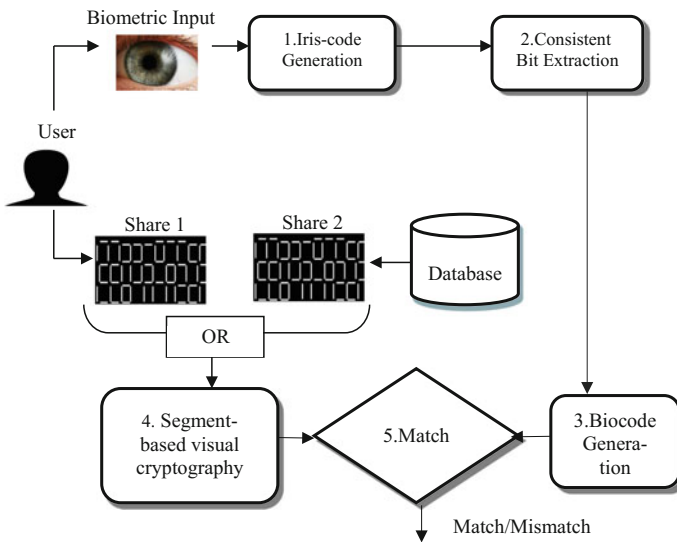 Biometric Input
1.Iris-code
Generation
2.Consistent
Bit Extraction
User
Share 1
Share 2
Database
OR
4. Segment-
based visual
cryptography
5.Match
3.Biocode
Genera-
tion
Match/Mismatch